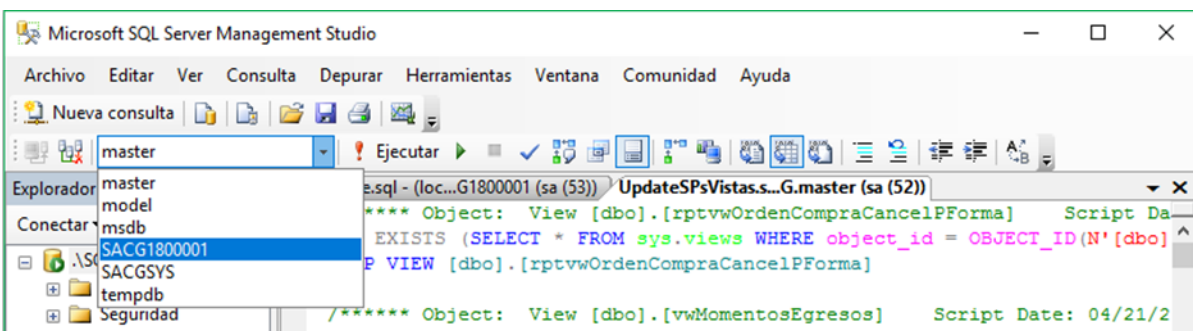 Microsoft SQL Server Management Studio
Archivo Editar Ver Consulta Depurar Herramientas Ventana Comunidad Ayuda
Nueva consulta
master Ejecutar
Explorador master e.sql - (loc...G1800001 (sa (53)) UpdateSPsVistas.s...G.master (sa (52))
model **** Object: View [dbo].[rptvwOrdenCompraCancelPForma] Script Da
Conectar msdb EXISTS (SELECT * FROM sys.views WHERE object_id = OBJECT_ID(N'[dbo]
SACG1800001
.\S SACGSYS P VIEW [dbo].[rptvwOrdenCompraCancelPForma]
tempdb
Seguridad /****** Object: View [dbo].[vwMomentosEgresos] Script Date: 04/21/2